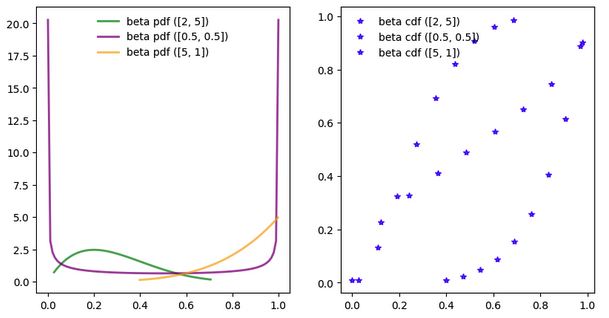 beta pdf ([2, 5])
beta pdf ([0.5, 0.5])
beta pdf ([5, 1])
20.0
17.5
15.0
12.5
10.0
7.5
5.0
2.5
0.0
0.0 0.2 0.4 0.6 0.8 1.0
beta cdf ([2, 5])
beta cdf ([0.5, 0.5])
beta cdf ([5, 1])
1.0
0.8
0.6
0.4
0.2
0.0
0.0 0.2 0.4 0.6 0.8 1.0